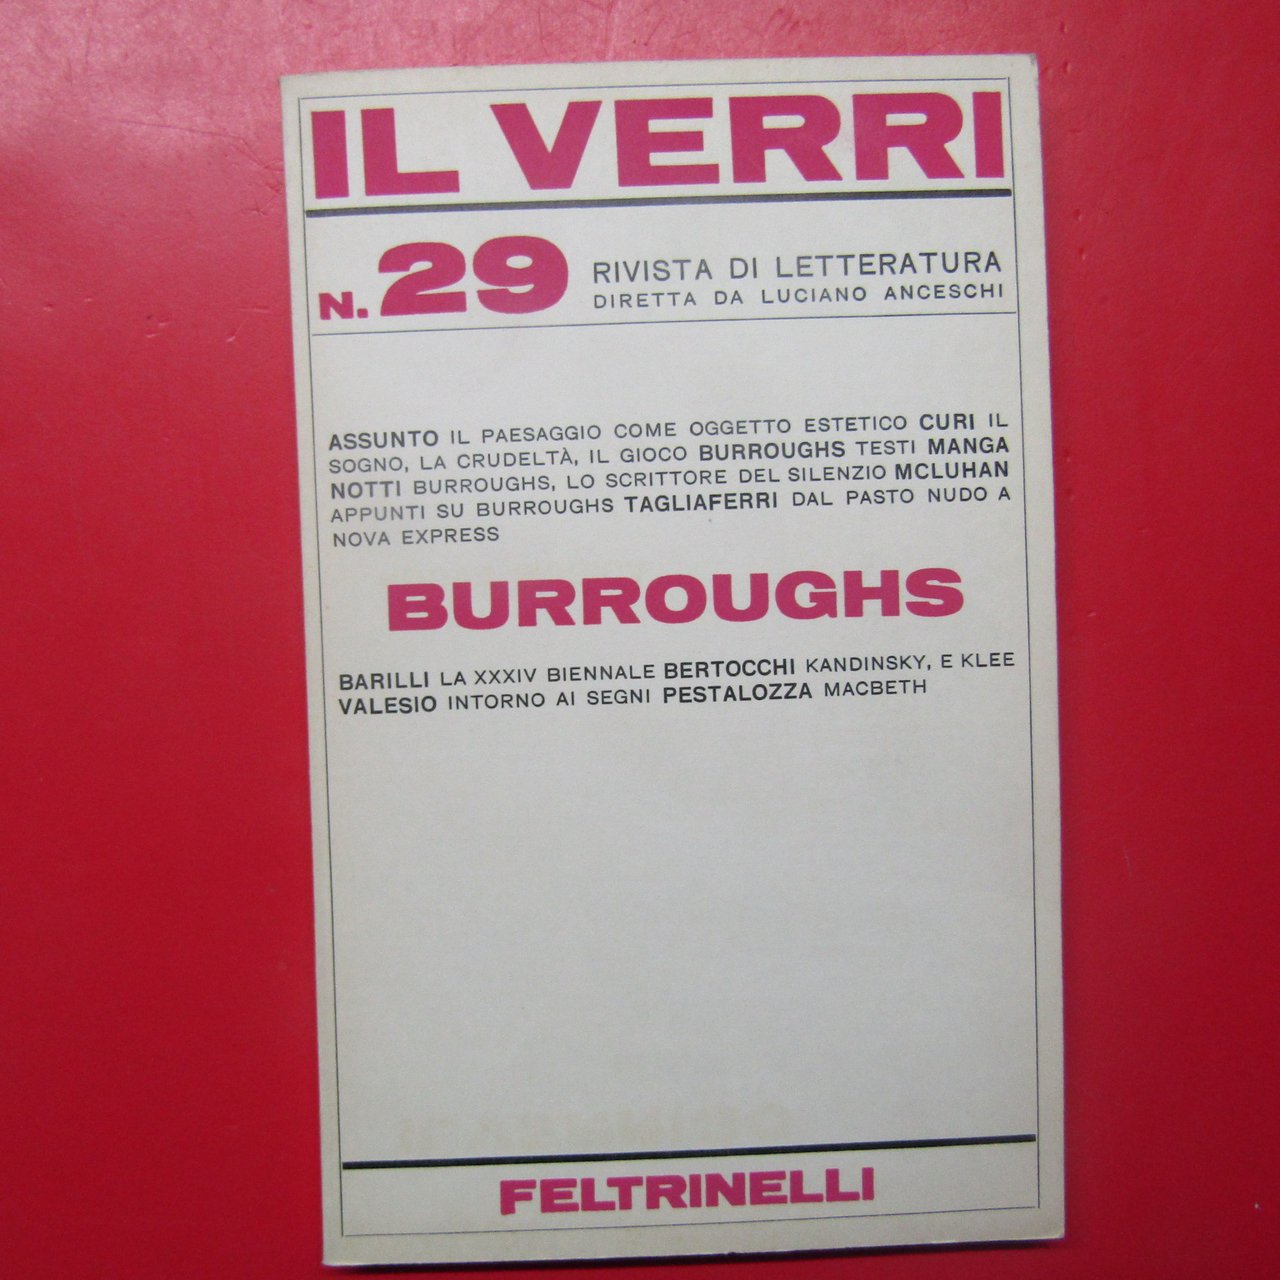 IL VERRI
N. 29
RIVISTA DI LETTERATURA
DIRETTA DA LUCIANO ANCESCHI
ASSUNTO IL PAESAGGIO COME OGGETTO ESTETICO CURI IL
SOGNO, LA CRUDELTÀ, IL GIOCO BURROUGHS TESTI MANGA
NOTTI BURROUGHS, LO SCRITTORE DEL SILENZIO MCLUHAN
APPUNTI SU BURROUGHS TAGLIAFERRI DAL PASTO NUDO A
NOVA EXPRESS
BURROUGHS
BARILLI LA XXXIV BIENNALE BERTOCCHI KANDINSKY, E KLEE
VALESIO INTORNO AI SEGNI PESTALOZZA MACBETH
FELTRINELLI